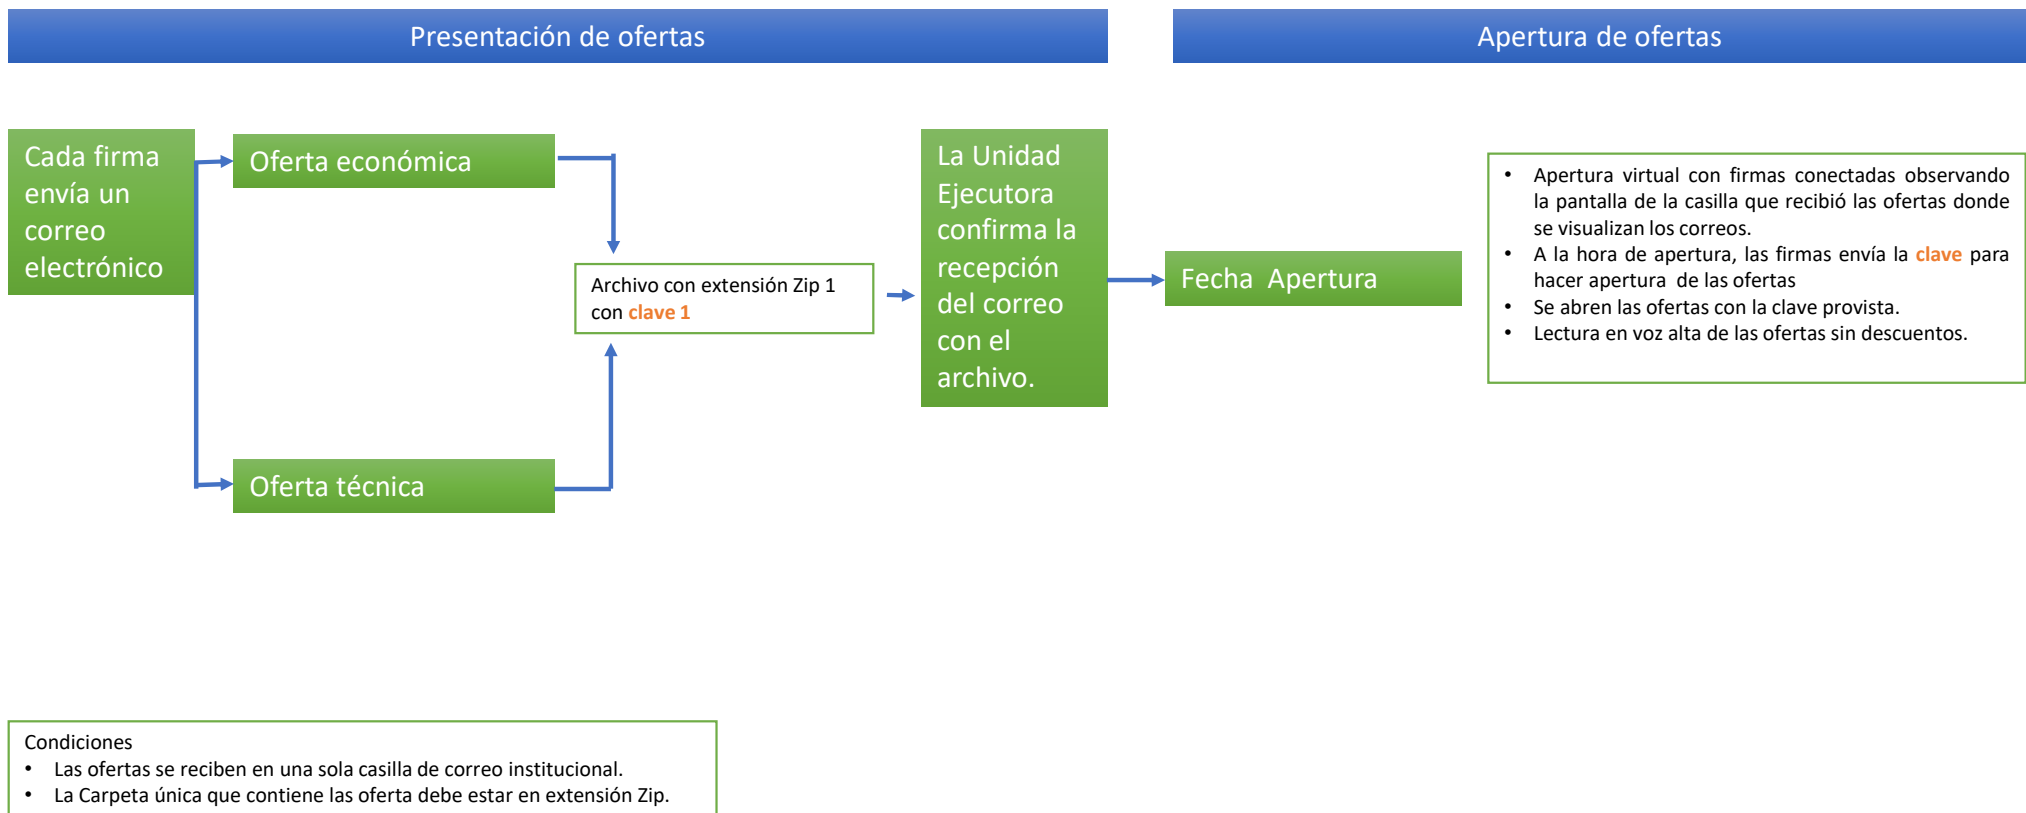 Presentación de ofertas
Apertura de ofertas
Cada firma
envía un
correo
electrónico
Oferta económica
Oferta técnica
Archivo con extensión Zip 1
con clave 1
La Unidad
Ejecutora
confirma la
recepción
del correo
con el
archivo.
Fecha  Apertura
• Apertura virtual con firmas conectadas observando
la pantalla de la casilla que recibió las ofertas donde
se visualizan los correos.
• A la hora de apertura, las firmas envía la clave para
hacer apertura  de las ofertas
• Se abren las ofertas con la clave provista.
• Lectura en voz alta de las ofertas sin descuentos.
Condiciones
• Las ofertas se reciben en una sola casilla de correo institucional.
• La Carpeta única que contiene las oferta debe estar en extensión Zip.